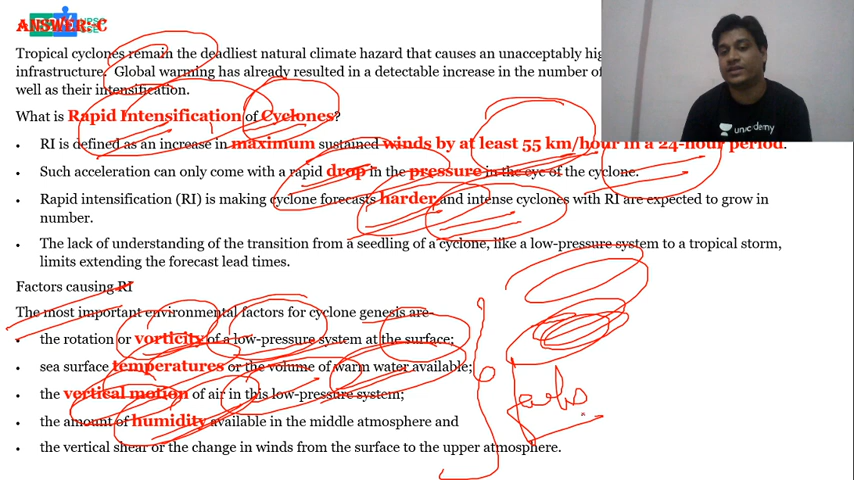 ANSWER: C
Tropical cyclones remain the deadliest natural climate hazard that causes an unacceptably
infrastructure. Global warming has already resulted in a detectable increase in the number of
well as their intensification.
What is Rapid Intensification of Cyclones?
• RI is defined as an increase in maximum sustained winds by at least 55 km/hour in a 24-hour period.
• Such acceleration can only come with a rapid drop in the pressure in the eye of the cyclone.
• Rapid intensification (RI) is making cyclone forecasts harder and intense cyclones with RI are expected to grow in
number.
• The lack of understanding of the transition from a seedling of a cyclone, like a low-pressure system to a tropical storm,
limits extending the forecast lead times.
Factors causing RI
The most important environmental factors for cyclone genesis are-
• the rotation or vorticity of a low-pressure system at the surface;
• sea surface temperatures or the volume of warm water available;
• the vertical motion of air in this low-pressure system;
• the amount of humidity available in the middle atmosphere and
• the vertical shear or the change in winds from the surface to the upper atmosphere.
unacademy